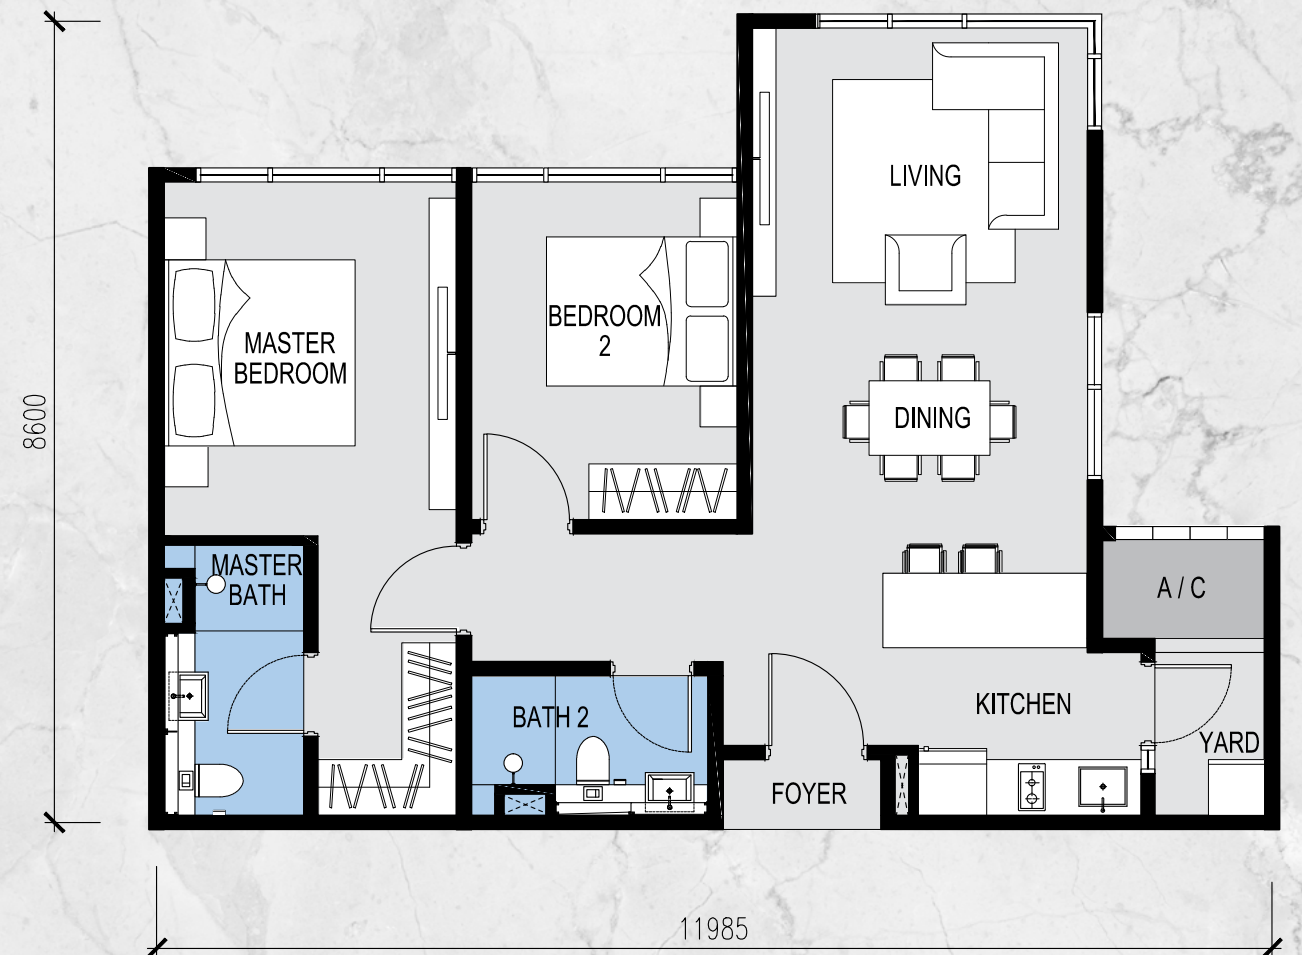 LIVING
BEDROOM
2
MASTER
BEDROOM
8600
DINING
MASTER
BATH
A / C
KITCHEN
BATH 2
YARD
FOYER
11985